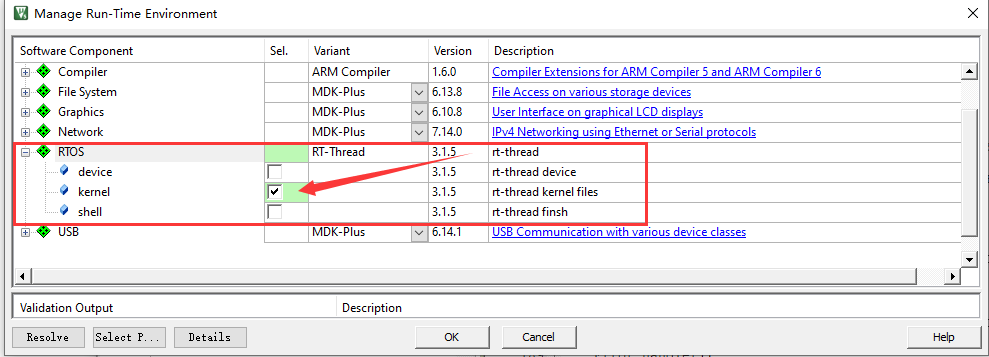 Manage Run-Time Environment
Software Component Sel. Variant Version Description
Compiler ARM Compiler 1.6.0 Compiler Extensions for ARM Compiler 5 and ARM Compiler 6
File System MDK-Plus 6.13.8 File Access on various storage devices
Graphics MDK-Plus 6.10.8 User Interface on graphical LCD displays
Network MDK-Plus 7.14.0 IPv4 Networking using Ethernet or Serial protocols
RTOS RT-Thread 3.1.5 rt-thread
device 3.1.5 rt-thread device
kernel 3.1.5 rt-thread kernel files
shell 3.1.5 rt-thread finsh
USB MDK-Plus 6.14.1 USB Communication with various device classes
Validation Output Description
Resolve Select P... Details OK Cancel Help